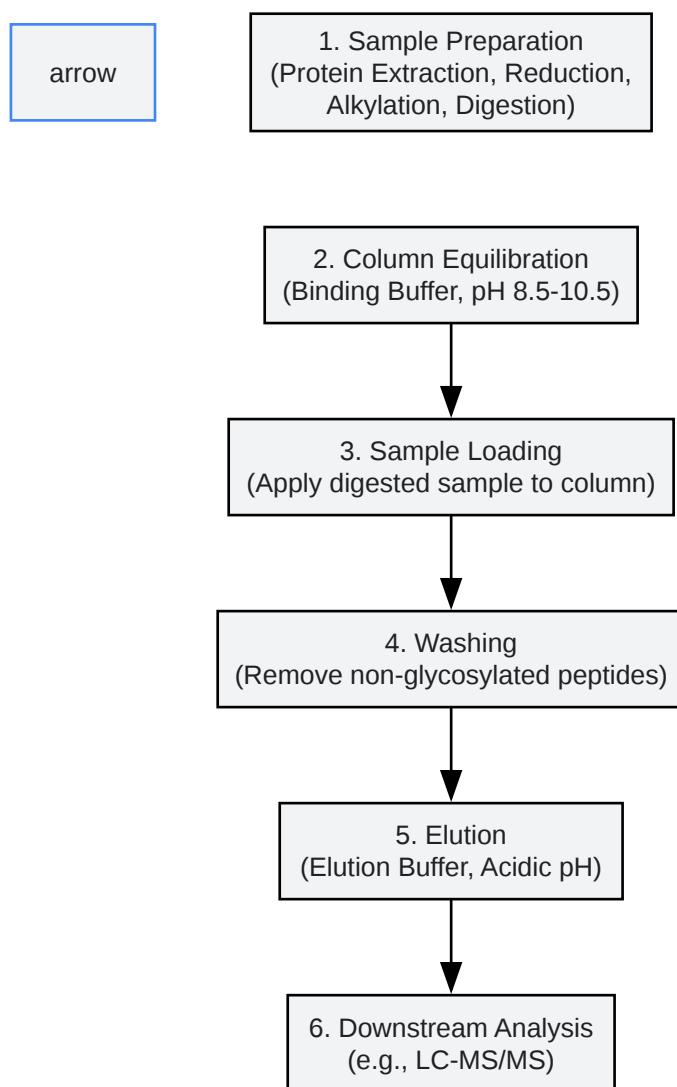 arrow
1. Sample Preparation
(Protein Extraction, Reduction,
Alkylation, Digestion)
2. Column Equilibration
(Binding Buffer, pH 8.5-10.5)
3. Sample Loading
(Apply digested sample to column)
4. Washing
(Remove non-glycosylated peptides)
5. Elution
(Elution Buffer, Acidic pH)
6. Downstream Analysis
(e.g., LC-MS/MS)